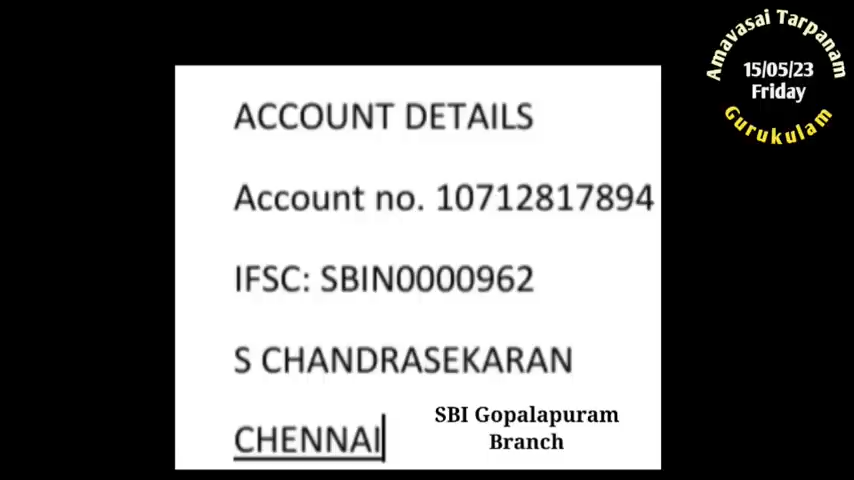 Amavasai Tarpanam
15/05/23
Friday
Gurukulam
ACCOUNT DETAILS
Account no. 10712817894
IFSC: SBIN0000962
S CHANDRASEKARAN
CHENNAI
SBI Gopalapuram
Branch